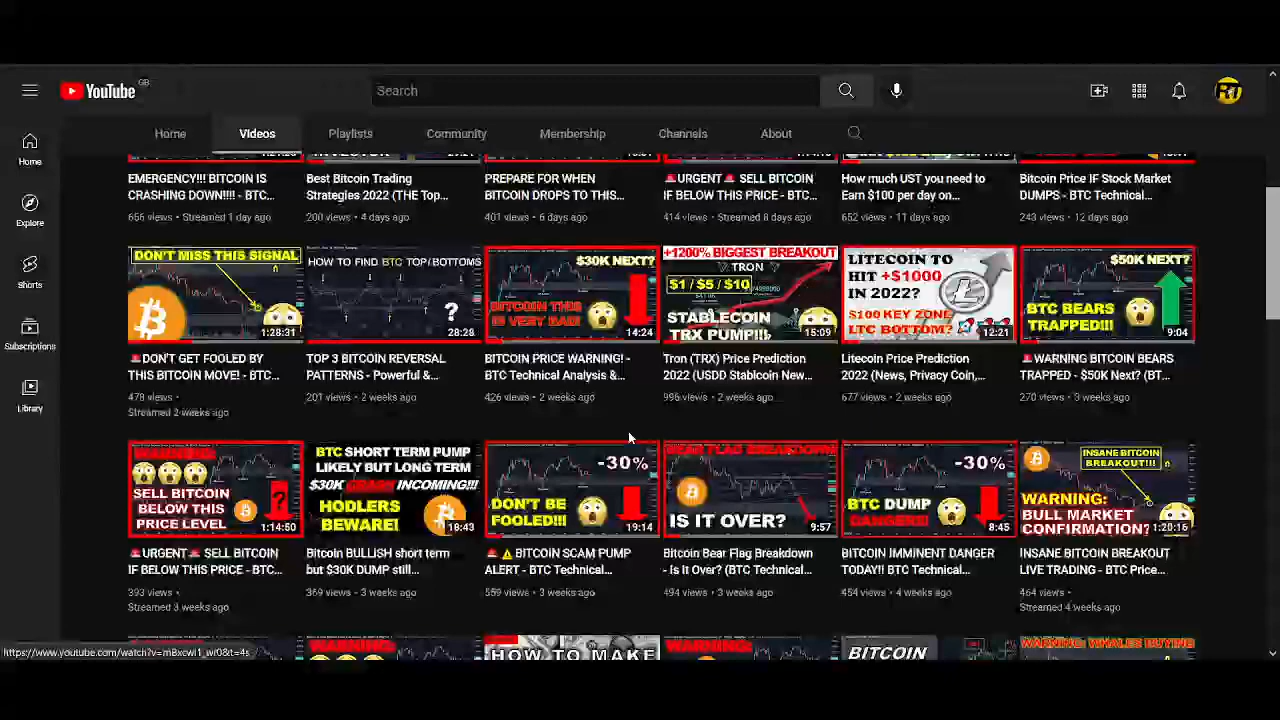 YouTube
GB
Search
Home
Explore
Shorts
Subscriptions
Library
Home
Videos
Playlists
Community
Membership
Channels
About
EMERGENCY!!! BITCOIN IS
CRASHING DOWN!!!! - BTC...
656 views • Streamed 1 day ago
Best Bitcoin Trading
Strategies 2022 (THE Top...
200 views • 4 days ago
PREPARE FOR WHEN
BITCOIN DROPS TO THIS...
401 views • 6 days ago
🚨URGENT🚨 SELL BITCOIN
IF BELOW THIS PRICE - BTC...
414 views • Streamed 8 days ago
How much UST you need to
Earn $100 per day on...
652 views • 11 days ago
Bitcoin Price IF Stock Market
DUMPS - BTC Technical...
243 views • 12 days ago
DON'T MISS THIS SIGNAL
1:28:31
HOW TO FIND BTC TOP/BOTTOMS
?
28:28
$30K NEXT?
BITCOIN THIS
IS VERY BAD!
14:24
+1200% BIGGEST BREAKOUT
TRON
$1 / $5 / $10
STABLECOIN
TRX PUMP!!!
15:09
LITECOIN TO
HIT +$1000
IN 2022?
$100 KEY ZONE
LTC BOTTOM?
12:21
$50K NEXT?
BTC BEARS
TRAPPED!!!
9:04
🚨DON'T GET FOOLED BY
THIS BITCOIN MOVE! - BTC...
478 views •
Streamed 2 weeks ago
TOP 3 BITCOIN REVERSAL
PATTERNS - Powerful &...
201 views • 2 weeks ago
BITCOIN PRICE WARNING! -
BTC Technical Analysis &...
426 views • 2 weeks ago
Tron (TRX) Price Prediction
2022 (USDD Stablcoin New...
996 views • 2 weeks ago
Litecoin Price Prediction
2022 (News, Privacy Coin,...
677 views • 2 weeks ago
🚨WARNING BITCOIN BEARS
TRAPPED - $50K Next? (BT...
270 views • 3 weeks ago
WARNING:
SELL BITCOIN
BELOW THIS
PRICE LEVEL
?
1:14:50
BTC SHORT TERM PUMP
LIKELY BUT LONG TERM
$30K CRASH INCOMING!!!
HODLERS
BEWARE!
18:43
-30%
DON'T BE
FOOLED!!!
19:14
BEAR FLAG BREAKDOWN
IS IT OVER?
9:57
-30%
BTC DUMP
DANGER!!!
8:45
INSANE BITCOIN
BREAKOUT!!!
WARNING:
BULL MARKET
CONFIRMATION?
1:20:16
🚨URGENT🚨 SELL BITCOIN
IF BELOW THIS PRICE - BTC...
393 views •
Streamed 3 weeks ago
Bitcoin BULLISH short term
but $30K DUMP still...
369 views • 3 weeks ago
🚨⚠️BITCOIN SCAM PUMP
ALERT - BTC Technical...
559 views • 3 weeks ago
Bitcoin Bear Flag Breakdown
- Is It Over? (BTC Technical...
494 views • 3 weeks ago
BITCOIN IMMINENT DANGER
TODAY!! BTC Technical...
454 views • 4 weeks ago
INSANE BITCOIN BREAKOUT
LIVE TRADING - BTC Price...
464 views •
Streamed 4 weeks ago
WARNING:
HOW TO MAKE
WARNING:
BITCOIN
WARNING: WHALES BUYING